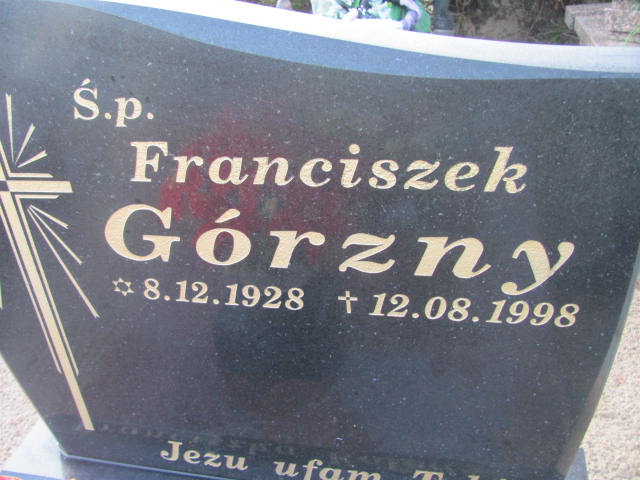 Ś.p.
Franciszek
Górzny
✡ 8.12.1928 † 12.08.1998
Jezu ufam